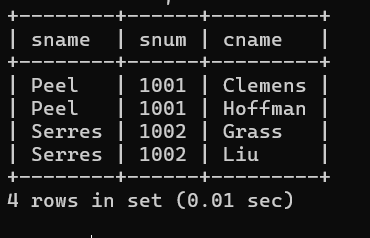 +--------+------+---------+
| sname  | snum | cname   |
+--------+------+---------+
| Peel   | 1001 | Clemens |
| Peel   | 1001 | Hoffman |
| Serres | 1002 | Grass   |
| Serres | 1002 | Liu     |
+--------+------+---------+
4 rows in set (0.01 sec)